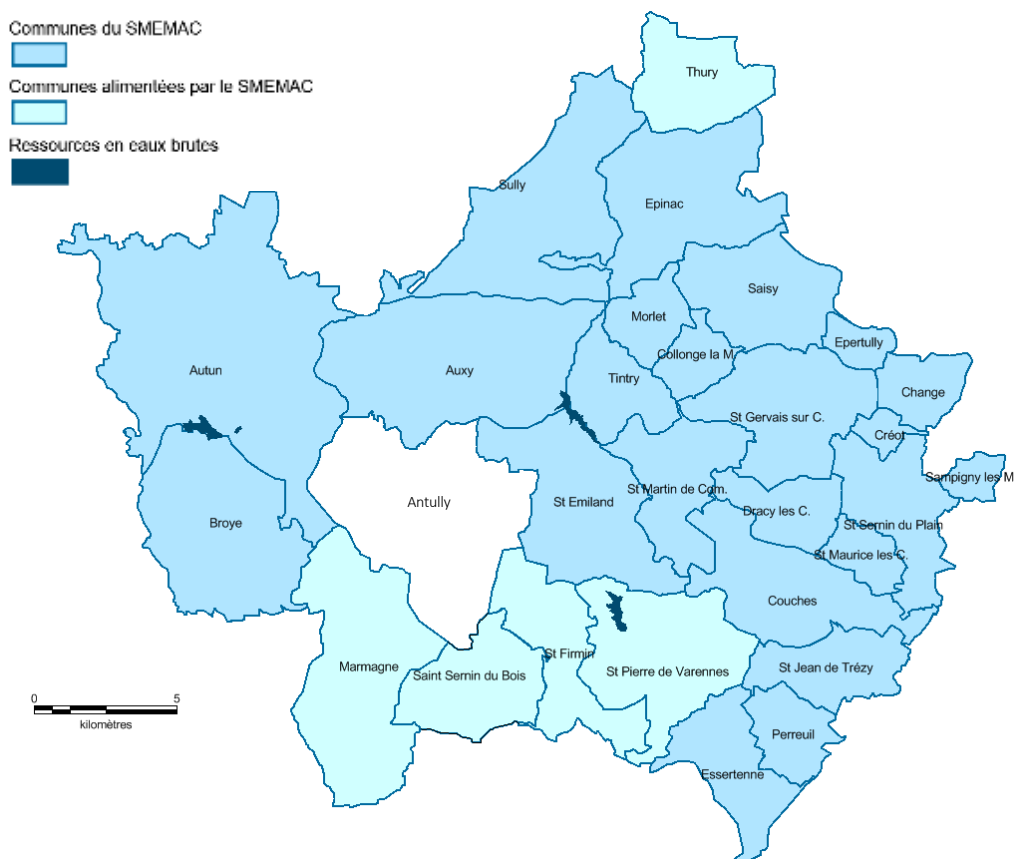 Communes du SMEMAC
Communes alimentées par le SMEMAC
Ressources en eaux brutes
Thury
Sully
Epinac
Saisy
Morlet
Epertully
Collonge la M.
Autun
Auxy
Tintry
Change
St Gervais sur C.
Créot
Sampigny les M
Antully
St Emiland
St Martin de Com.
Dracy les C.
Broye
St Sernin du Plain
St Maurice les C.
Couches
Marmagne
St Firmin
Saint Sernin du Bois
St Pierre de Varennes
St Jean de Trézy
0 5
kilomètres
Perreuil
Essertenne